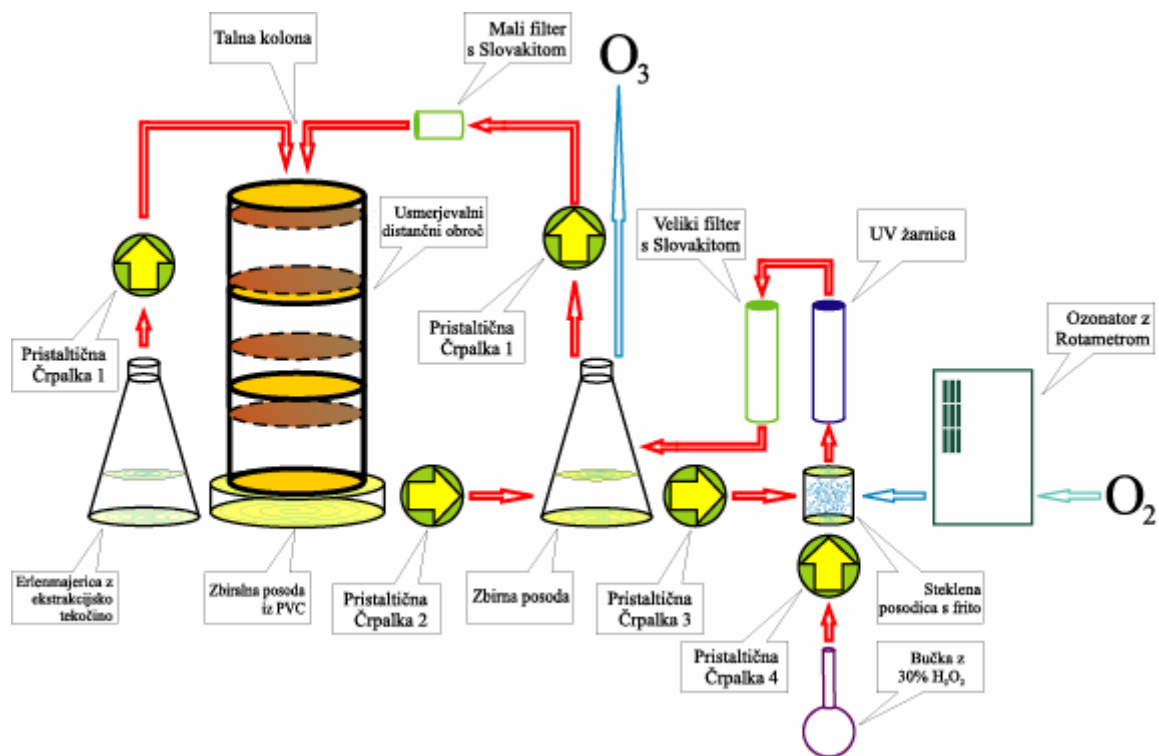 Talna kolona
Mali filter
s Slovakitom
O₃
Usmerjevalni
distančni obroč
Veliki filter
s Slovakitom
UV žarnica
Pristaltična
Črpalka 1
Pristaltična
Črpalka 1
Ozonator z
Rotametrom
O₂
Erlenmajerica z
ekstrakcijsko
tekočino
Zbiralna posoda
iz PVC
Pristaltična
Črpalka 2
Zbirna posoda
Pristaltična
Črpalka 3
Pristaltična
Črpalka 4
Steklena
posodica s frito
Bučka z
30% H₂O₂